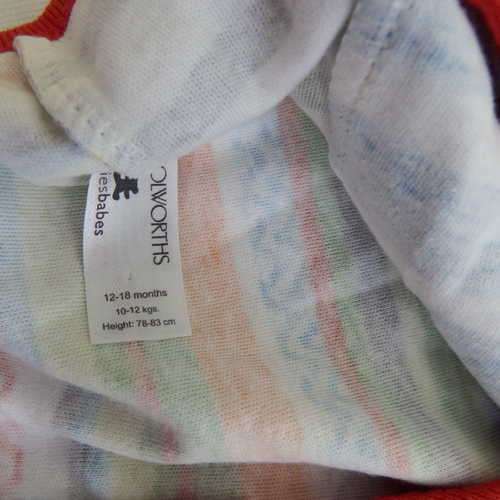 OLWORTHS
iesbabes
12-18 months
10-12 kgs.
Height: 78-83 cm